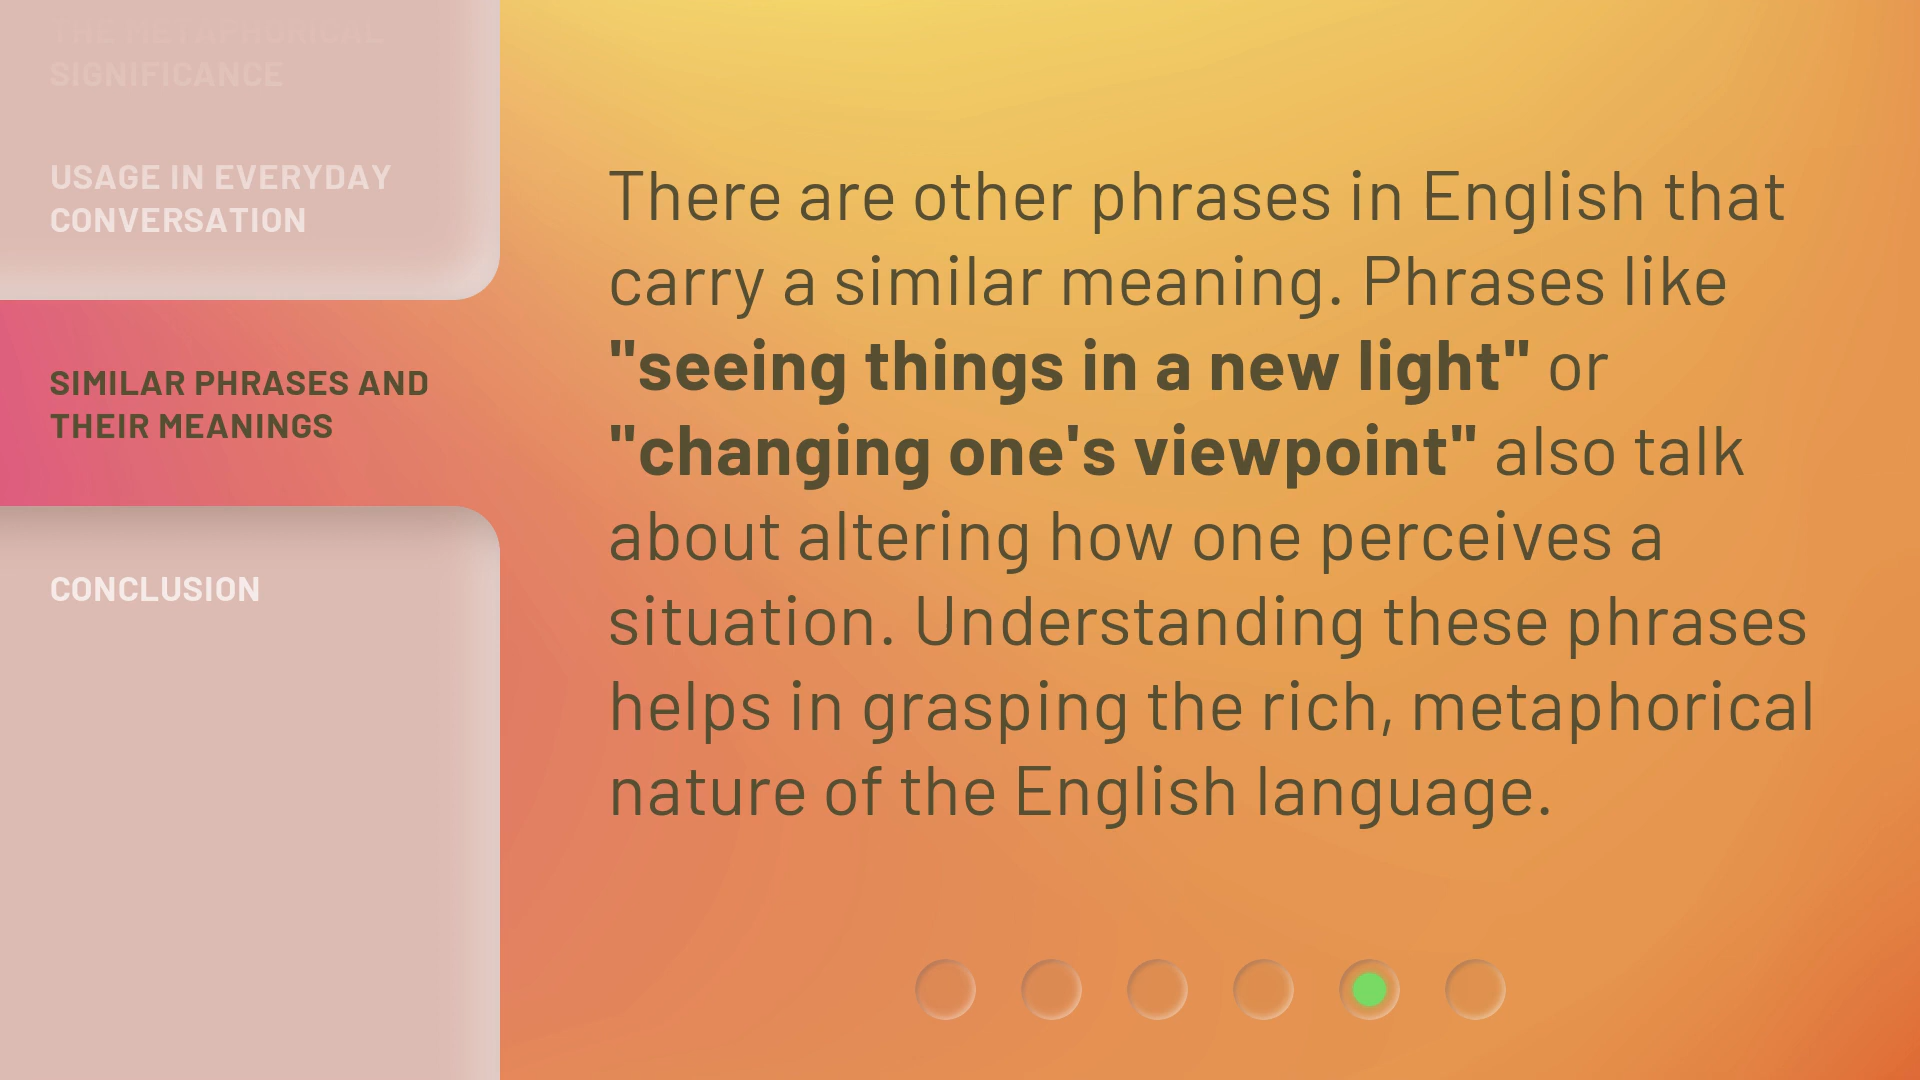 THE METAPHORICAL
SIGNIFICANCE
USAGE IN EVERYDAY
CONVERSATION
SIMILAR PHRASES AND
THEIR MEANINGS
CONCLUSION
There are other phrases in English that
carry a similar meaning. Phrases like
"seeing things in a new light" or
"changing one's viewpoint" also talk
about altering how one perceives a
situation. Understanding these phrases
helps in grasping the rich, metaphorical
nature of the English language.